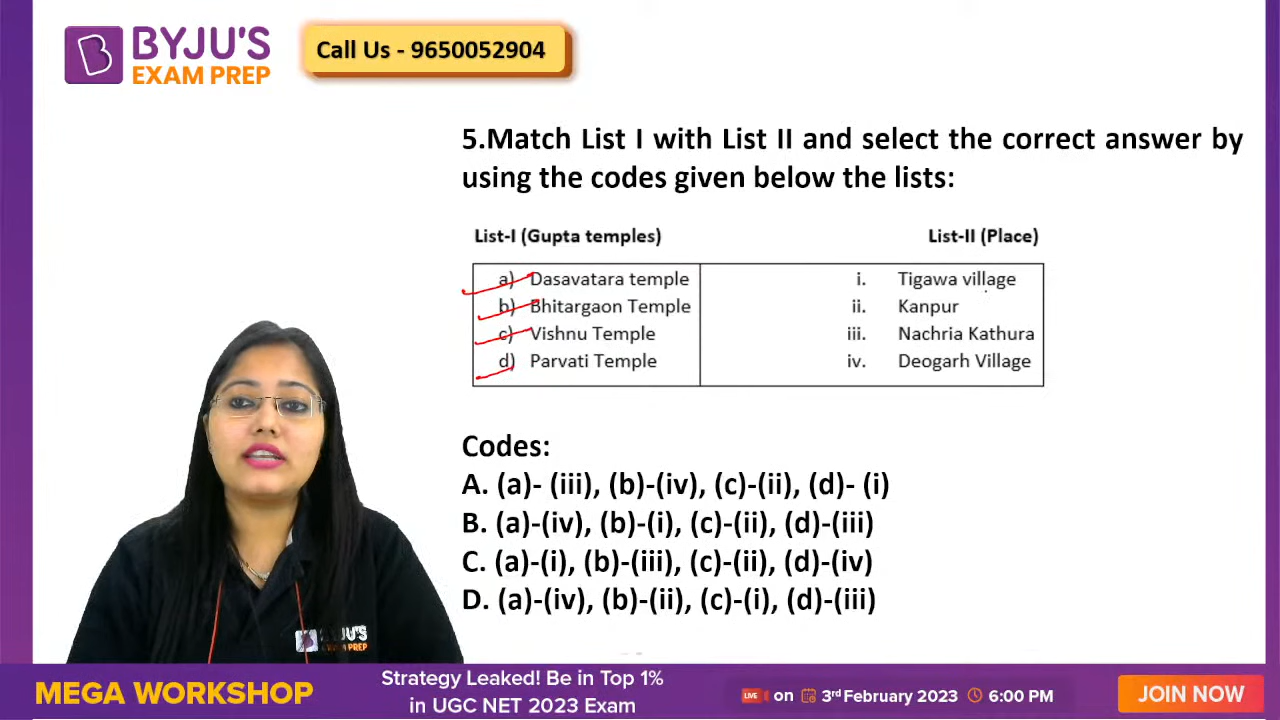 BYJU'S
EXAM PREP
Call Us - 9650052904
5.Match List I with List II and select the correct answer by
using the codes given below the lists:
List-I (Gupta temples) List-II (Place)
a) Dasavatara temple i. Tigawa village
b) Bhitargaon Temple ii. Kanpur
c) Vishnu Temple iii. Nachria Kathura
d) Parvati Temple iv. Deogarh Village
Codes:
A. (a)- (iii), (b)-(iv), (c)-(ii), (d)- (i)
B. (a)-(iv), (b)-(i), (c)-(ii), (d)-(iii)
C. (a)-(i), (b)-(iii), (c)-(ii), (d)-(iv)
D. (a)-(iv), (b)-(ii), (c)-(i), (d)-(iii)
BYJU'S
EXAM PREP
MEGA WORKSHOP
Strategy Leaked! Be in Top 1%
in UGC NET 2023 Exam
LIVE on 3rd February 2023 6:00 PM
JOIN NOW